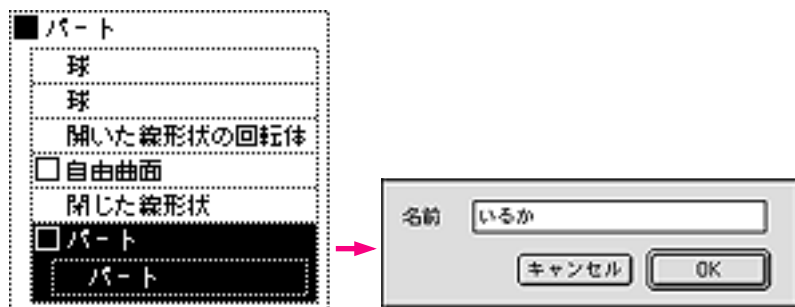 パート
球
球
開いた線形状の回転体
自由曲面
閉じた線形状
パート
パート
名前 いるか
キャンセル OK